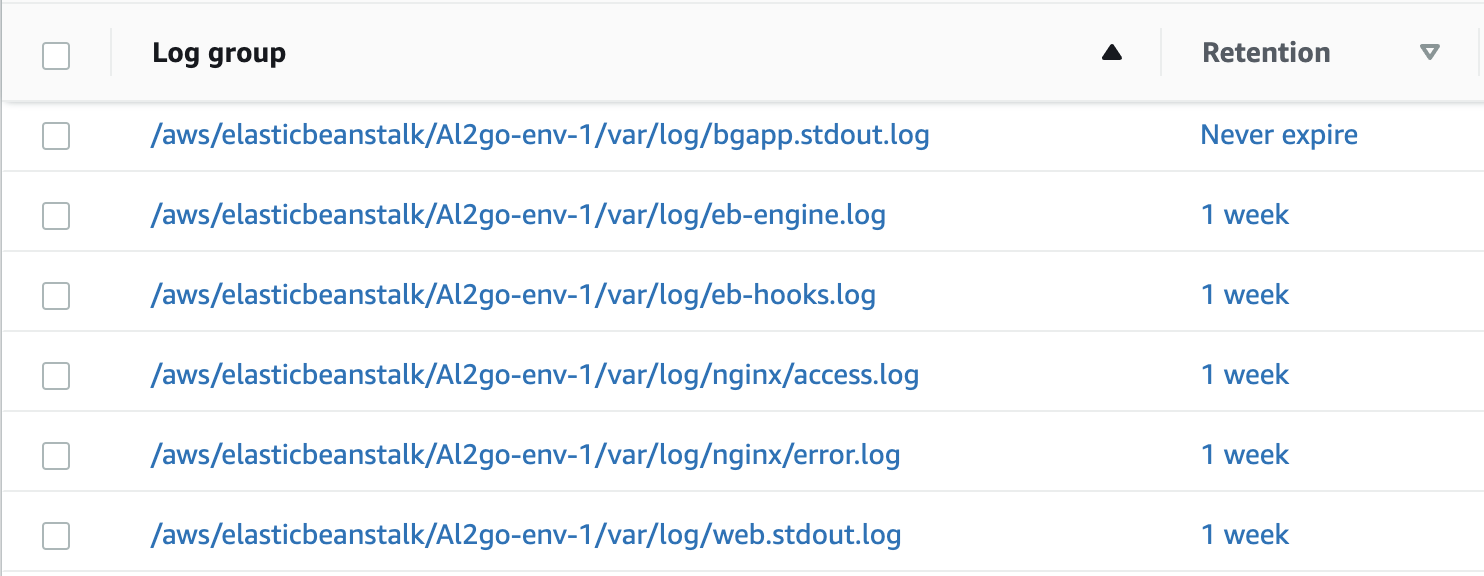 Log group Retention
/aws/elasticbeanstalk/Al2go-env-1/var/log/bgapp.stdout.log Never expire
/aws/elasticbeanstalk/Al2go-env-1/var/log/eb-engine.log 1 week
/aws/elasticbeanstalk/Al2go-env-1/var/log/eb-hooks.log 1 week
/aws/elasticbeanstalk/Al2go-env-1/var/log/nginx/access.log 1 week
/aws/elasticbeanstalk/Al2go-env-1/var/log/nginx/error.log 1 week
/aws/elasticbeanstalk/Al2go-env-1/var/log/web.stdout.log 1 week